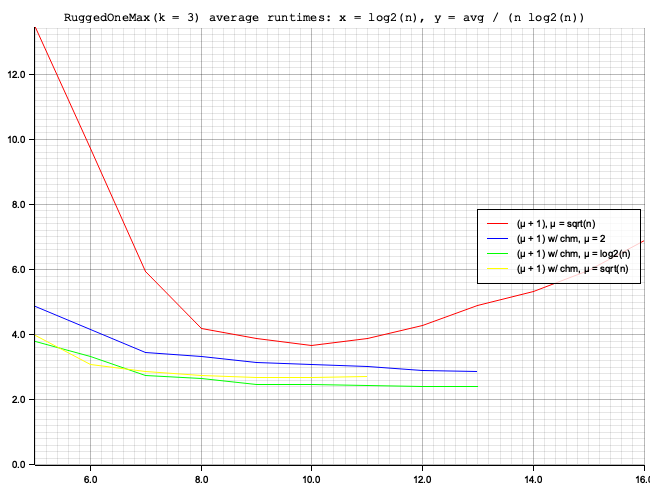 RuggedOneMax(k = 3) average runtimes: x = log2(n), y = avg / (n log2(n))
12.0
10.0
8.0
6.0
4.0
2.0
0.0
(μ + 1), μ = sqrt(n)
(μ + 1) w/ chm, μ = 2
(μ + 1) w/ chm, μ = log2(n)
(μ + 1) w/ chm, μ = sqrt(n)
6.0 8.0 10.0 12.0 14.0 16.0